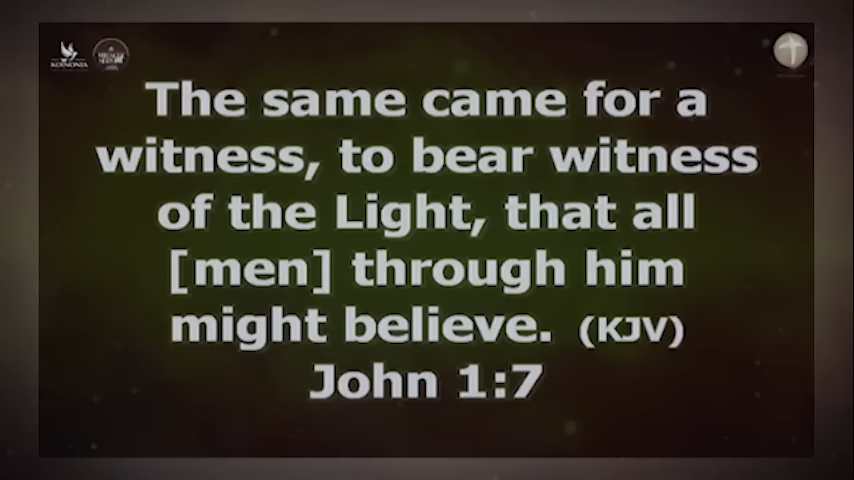 KOINONIA
The same came for a
witness, to bear witness
of the Light, that all
[men] through him
might believe. (KJV)
John 1:7